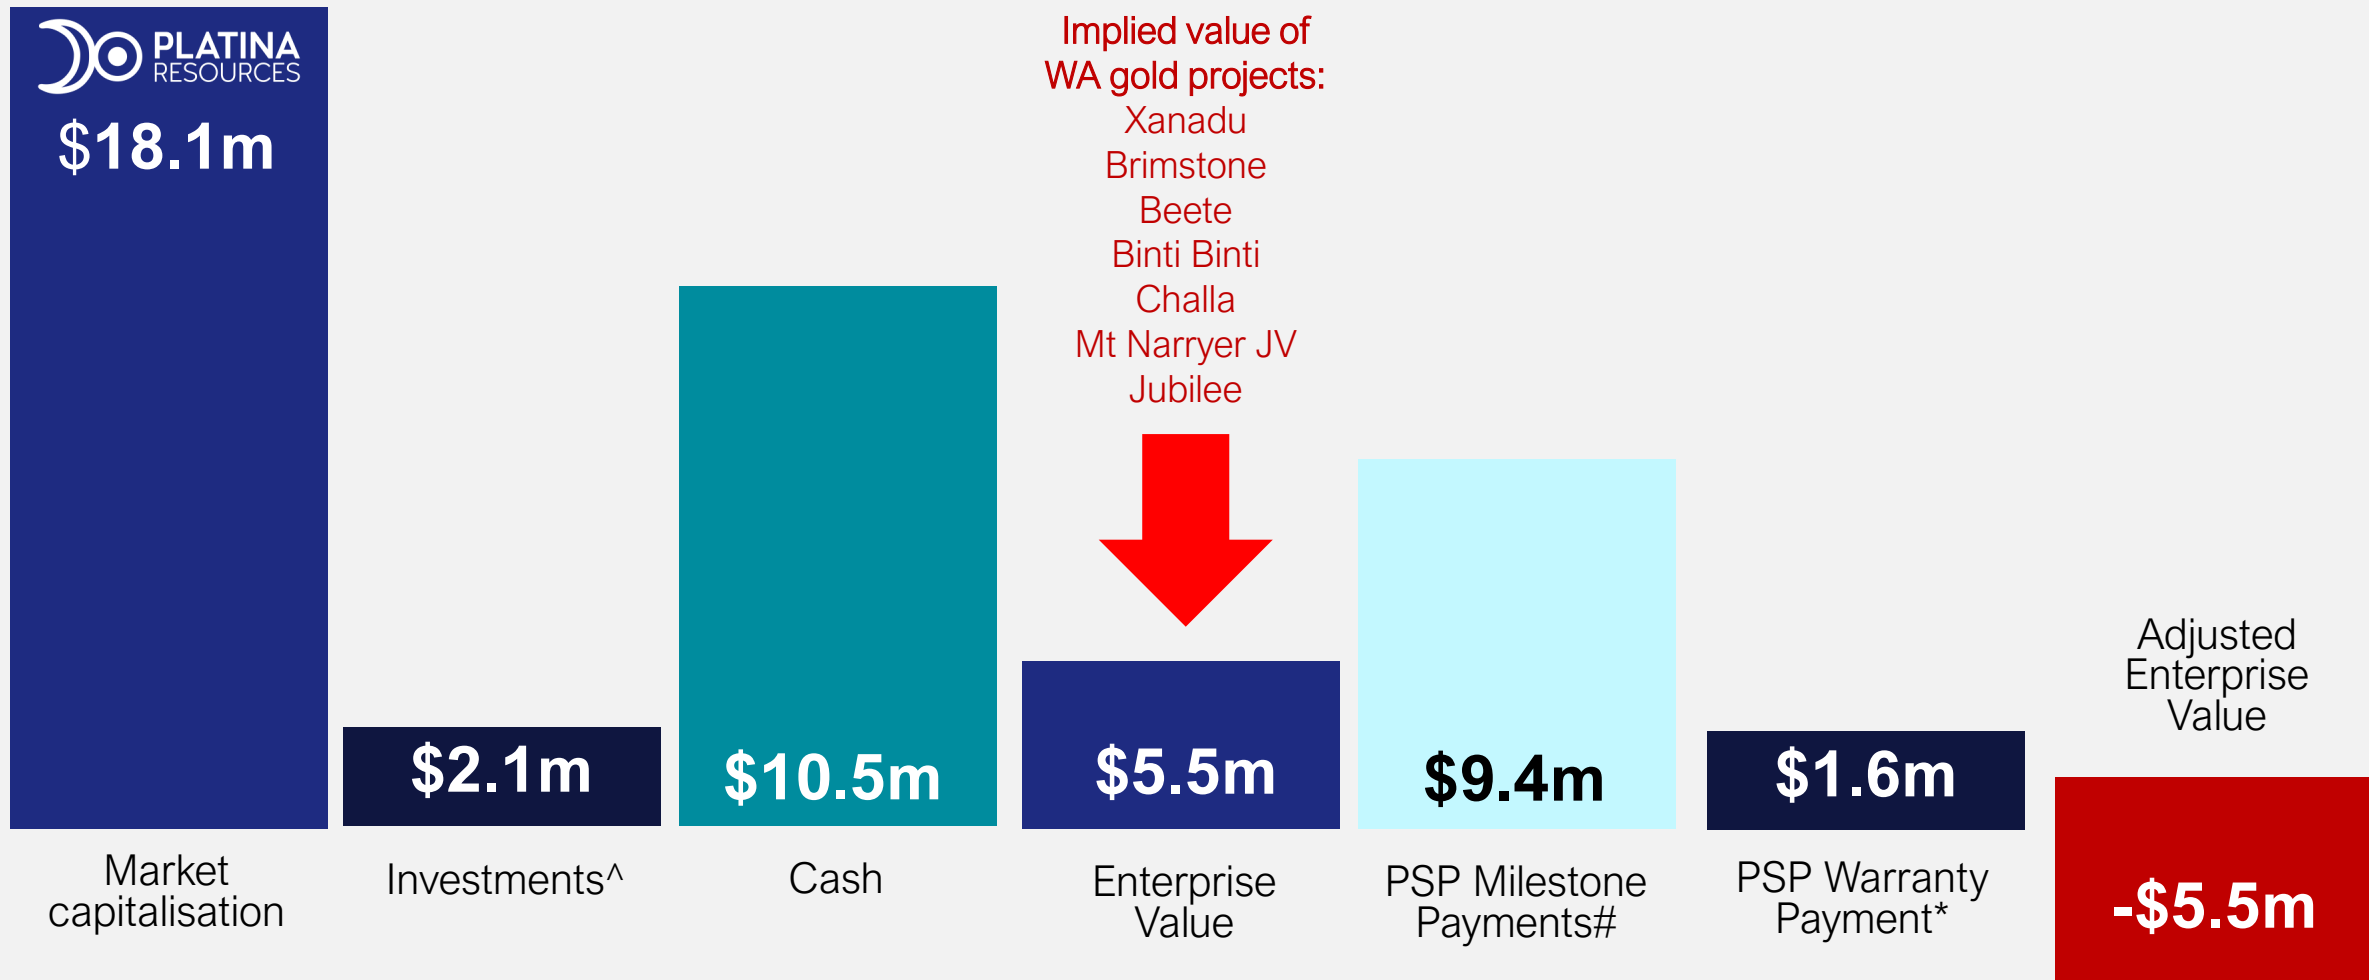 PLATINA
RESOURCES
$18.1m
Implied value of
WA gold projects:
Xanadu
Brimstone
Beete
Binti Binti
Challa
Mt Narryer JV
Jubilee
$2.1m
$10.5m
$5.5m
$9.4m
$1.6m
Adjusted
Enterprise
Value
-$5.5m
Market
capitalisation
Investments^
Cash
Enterprise
Value
PSP Milestone
Payments#
PSP Warranty
Payment*